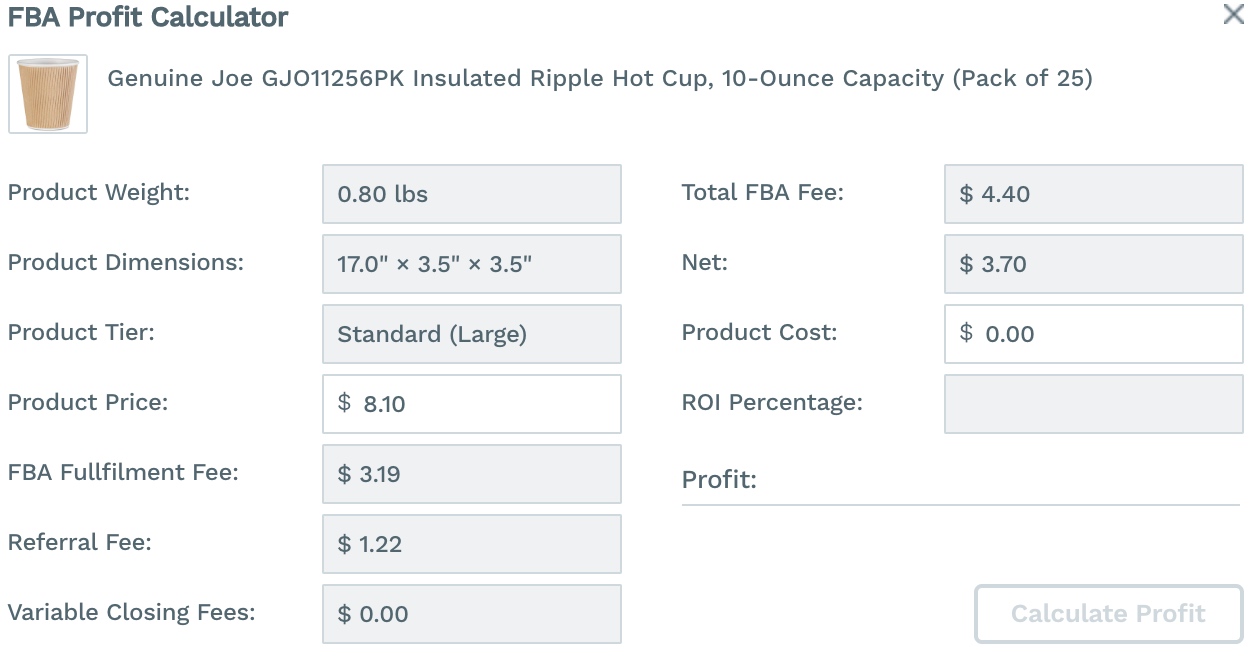 FBA Profit Calculator
Genuine Joe GJO11256PK Insulated Ripple Hot Cup, 10-Ounce Capacity (Pack of 25)
Product Weight: 0.80 lbs
Product Dimensions: 17.0" × 3.5" × 3.5"
Product Tier: Standard (Large)
Product Price: $ 8.10
FBA Fullfilment Fee: $ 3.19
Referral Fee: $ 1.22
Variable Closing Fees: $ 0.00
Total FBA Fee: $ 4.40
Net: $ 3.70
Product Cost: $ 0.00
ROI Percentage:
Profit:
Calculate Profit